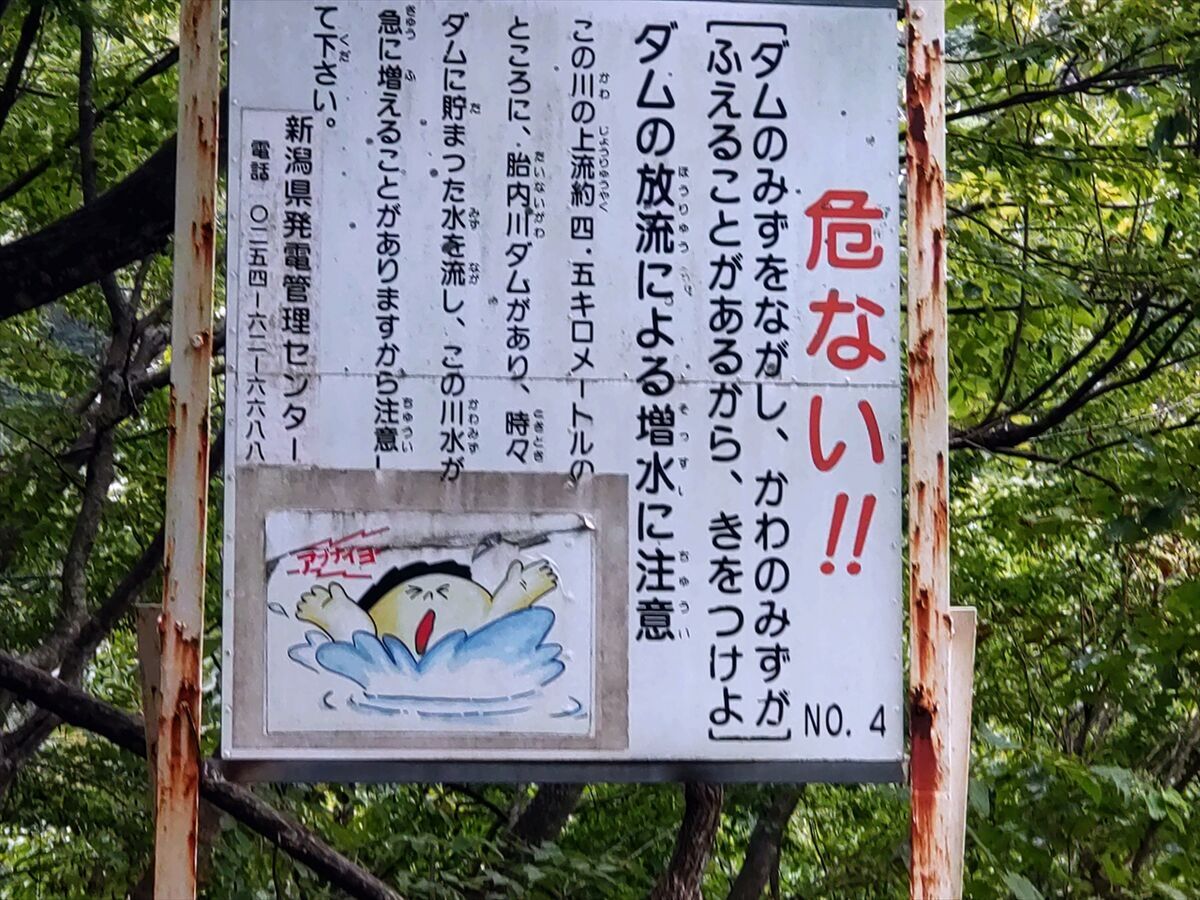 危ない!!
[ダムのみずをながし、かわのみずが
ふえることがあるから、きをつけよ]
ダムの放流による増水に注意
この川の上流約四・五キロメートルの
ところに、胎内川ダムがあり、時々
ダムに貯まった水を流し、この川水が
急に増えることがありますから注意し
て下さい。
新潟県発電管理センター
電話 〇二五四ー六二ー六六八八
アブナイヨ
NO. 4